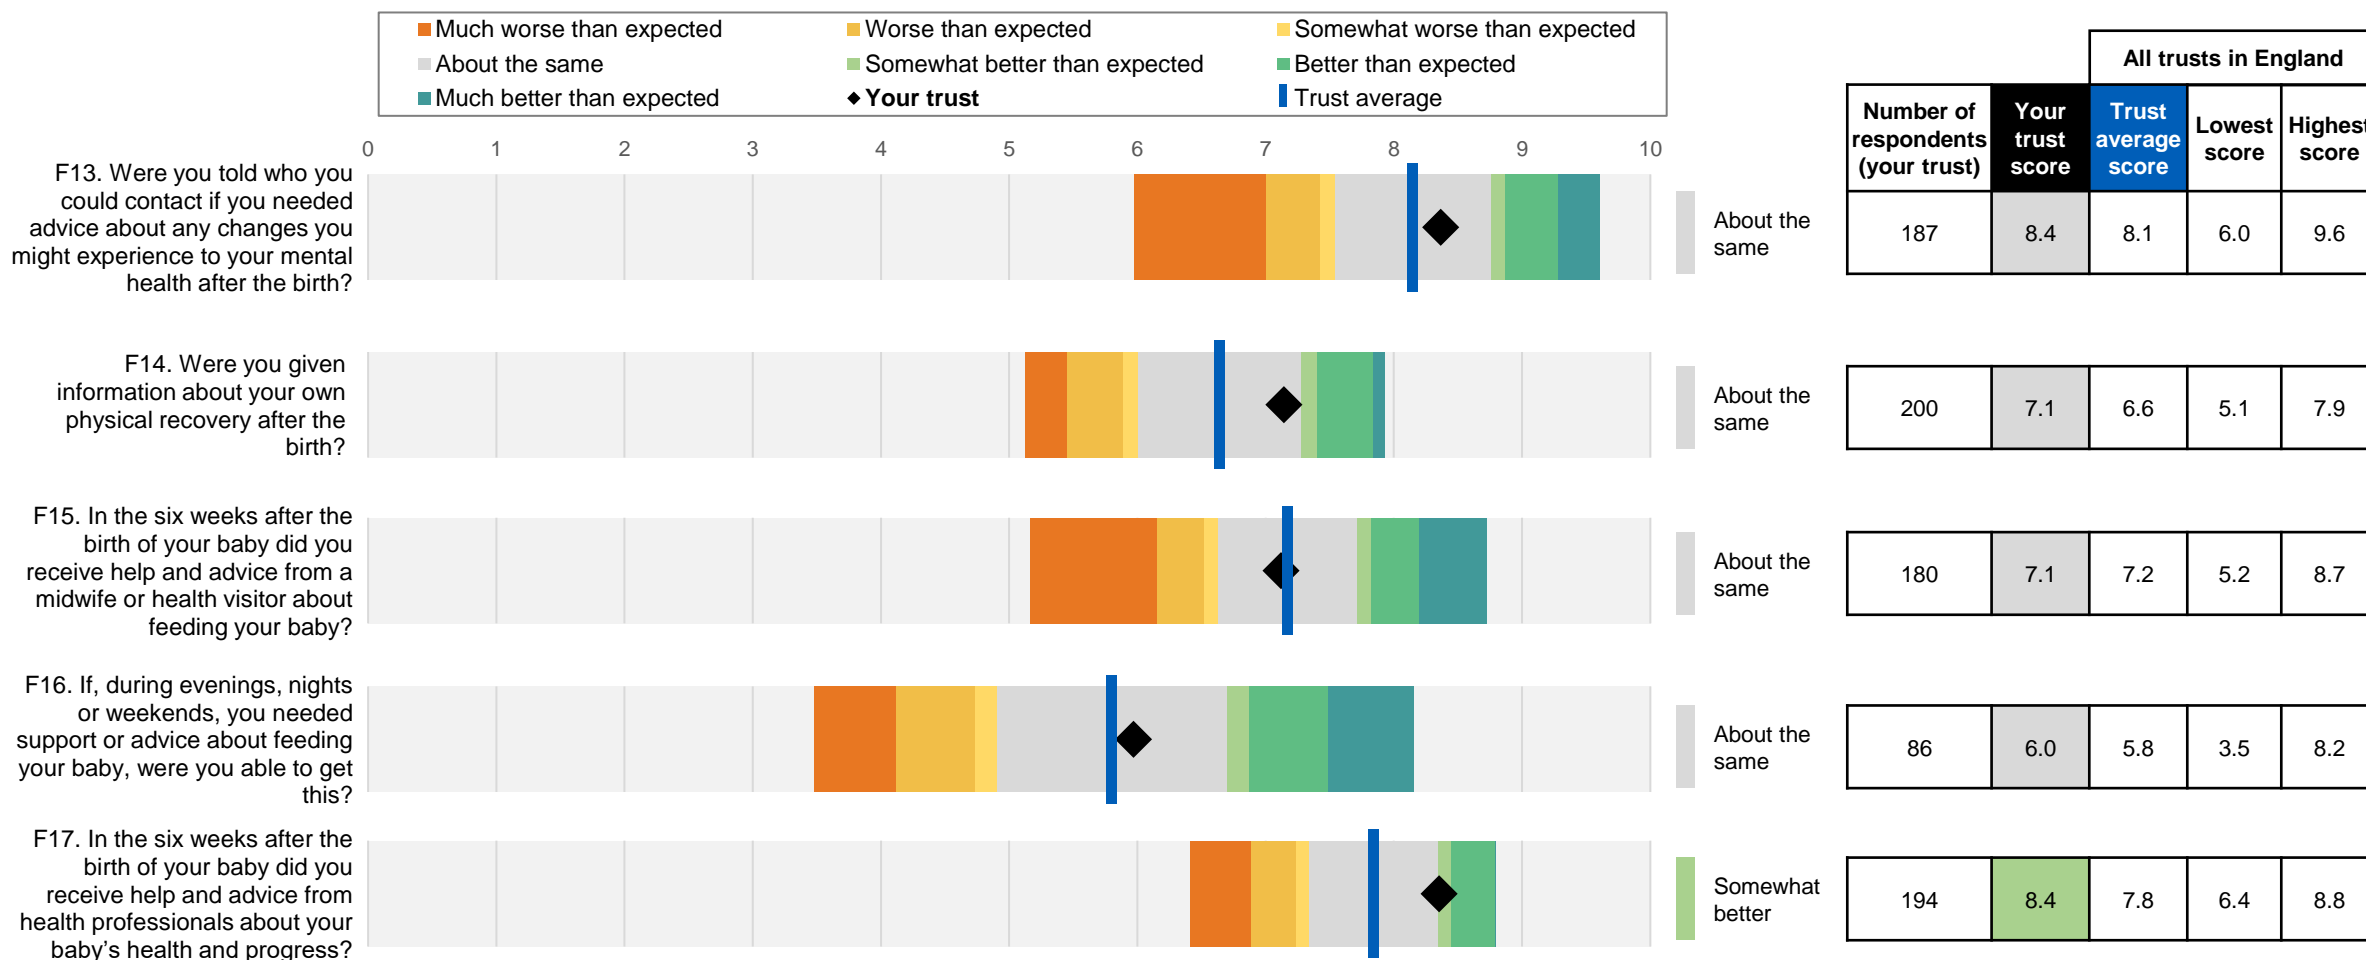 Much worse than expected
Worse than expected
Somewhat worse than expected
About the same
Somewhat better than expected
Better than expected
Much better than expected
Your trust
Trust average
All trusts in England
Number of
respondents
(your trust)
Your
trust
score
Trust
average
score
Lowest
score
Highest
score
0 1 2 3 4 5 6 7 8 9 10
F13. Were you told who you
could contact if you needed
advice about any changes you
might experience to your mental
health after the birth?
About the
same
187 8.4 8.1 6.0 9.6
F14. Were you given
information about your own
physical recovery after the
birth?
About the
same
200 7.1 6.6 5.1 7.9
F15. In the six weeks after the
birth of your baby did you
receive help and advice from a
midwife or health visitor about
feeding your baby?
About the
same
180 7.1 7.2 5.2 8.7
F16. If, during evenings, nights
or weekends, you needed
support or advice about feeding
your baby, were you able to get
this?
About the
same
86 6.0 5.8 3.5 8.2
F17. In the six weeks after the
birth of your baby did you
receive help and advice from
health professionals about your
baby’s health and progress?
Somewhat
better
194 8.4 7.8 6.4 8.8